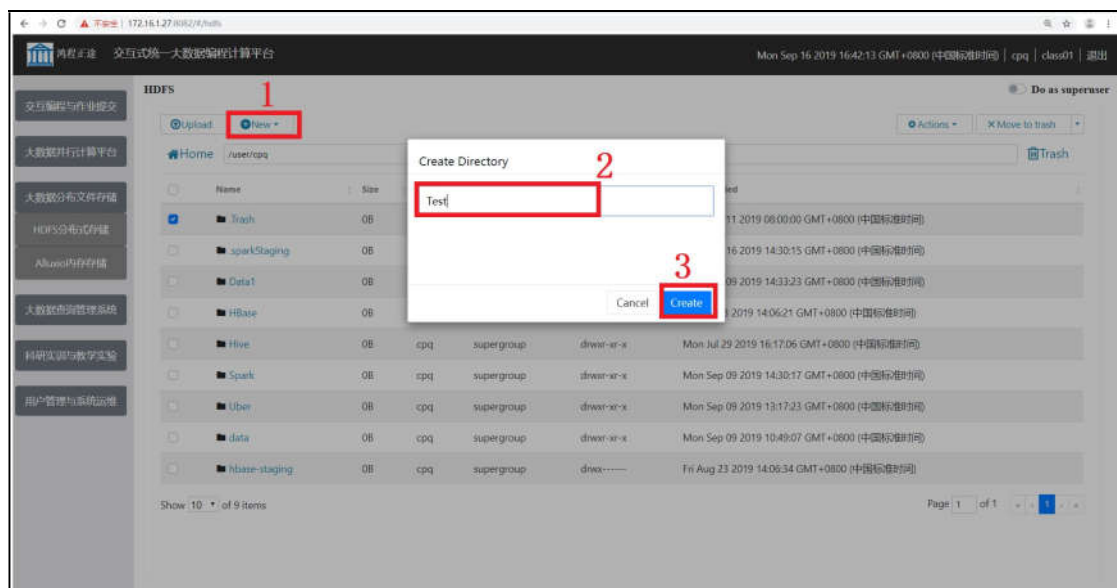 不安全 | 172.16.1.27:8082/#/hdfs
鸿程正途 交互式统一大数据编程计算平台 Mon Sep 16 2019 16:42:13 GMT+0800 (中国标准时间) | cpq | class01 | 退出
交互编程与作业提交
大数据并行计算平台
大数据分布文件存储
HDFS分布式存储
Alluxio内存存储
大数据查询管理系统
科研实训与教学实验
用户管理与系统运维
HDFS Do as superuser
1
Upload New Actions Move to trash
Home /user/cpq Trash
Create Directory
2
Test
3
Cancel Create
Name Size
.Trash 0B 11 2019 08:00:00 GMT+0800 (中国标准时间)
.sparkStaging 0B 16 2019 14:30:15 GMT+0800 (中国标准时间)
Data1 0B 09 2019 14:33:23 GMT+0800 (中国标准时间)
HBase 0B 2019 14:06:21 GMT+0800 (中国标准时间)
Hive 0B cpq supergroup drwxr-xr-x Mon Jul 29 2019 16:17:06 GMT+0800 (中国标准时间)
Spark 0B cpq supergroup drwxr-xr-x Mon Sep 09 2019 14:30:17 GMT+0800 (中国标准时间)
Uber 0B cpq supergroup drwxr-xr-x Mon Sep 09 2019 13:17:23 GMT+0800 (中国标准时间)
data 0B cpq supergroup drwxr-xr-x Mon Sep 09 2019 10:49:07 GMT+0800 (中国标准时间)
hbase-staging 0B cpq supergroup drwx------ Fri Aug 23 2019 14:06:34 GMT+0800 (中国标准时间)
Show 10 of 9 items Page 1 of 1 « ‹ 1 › »